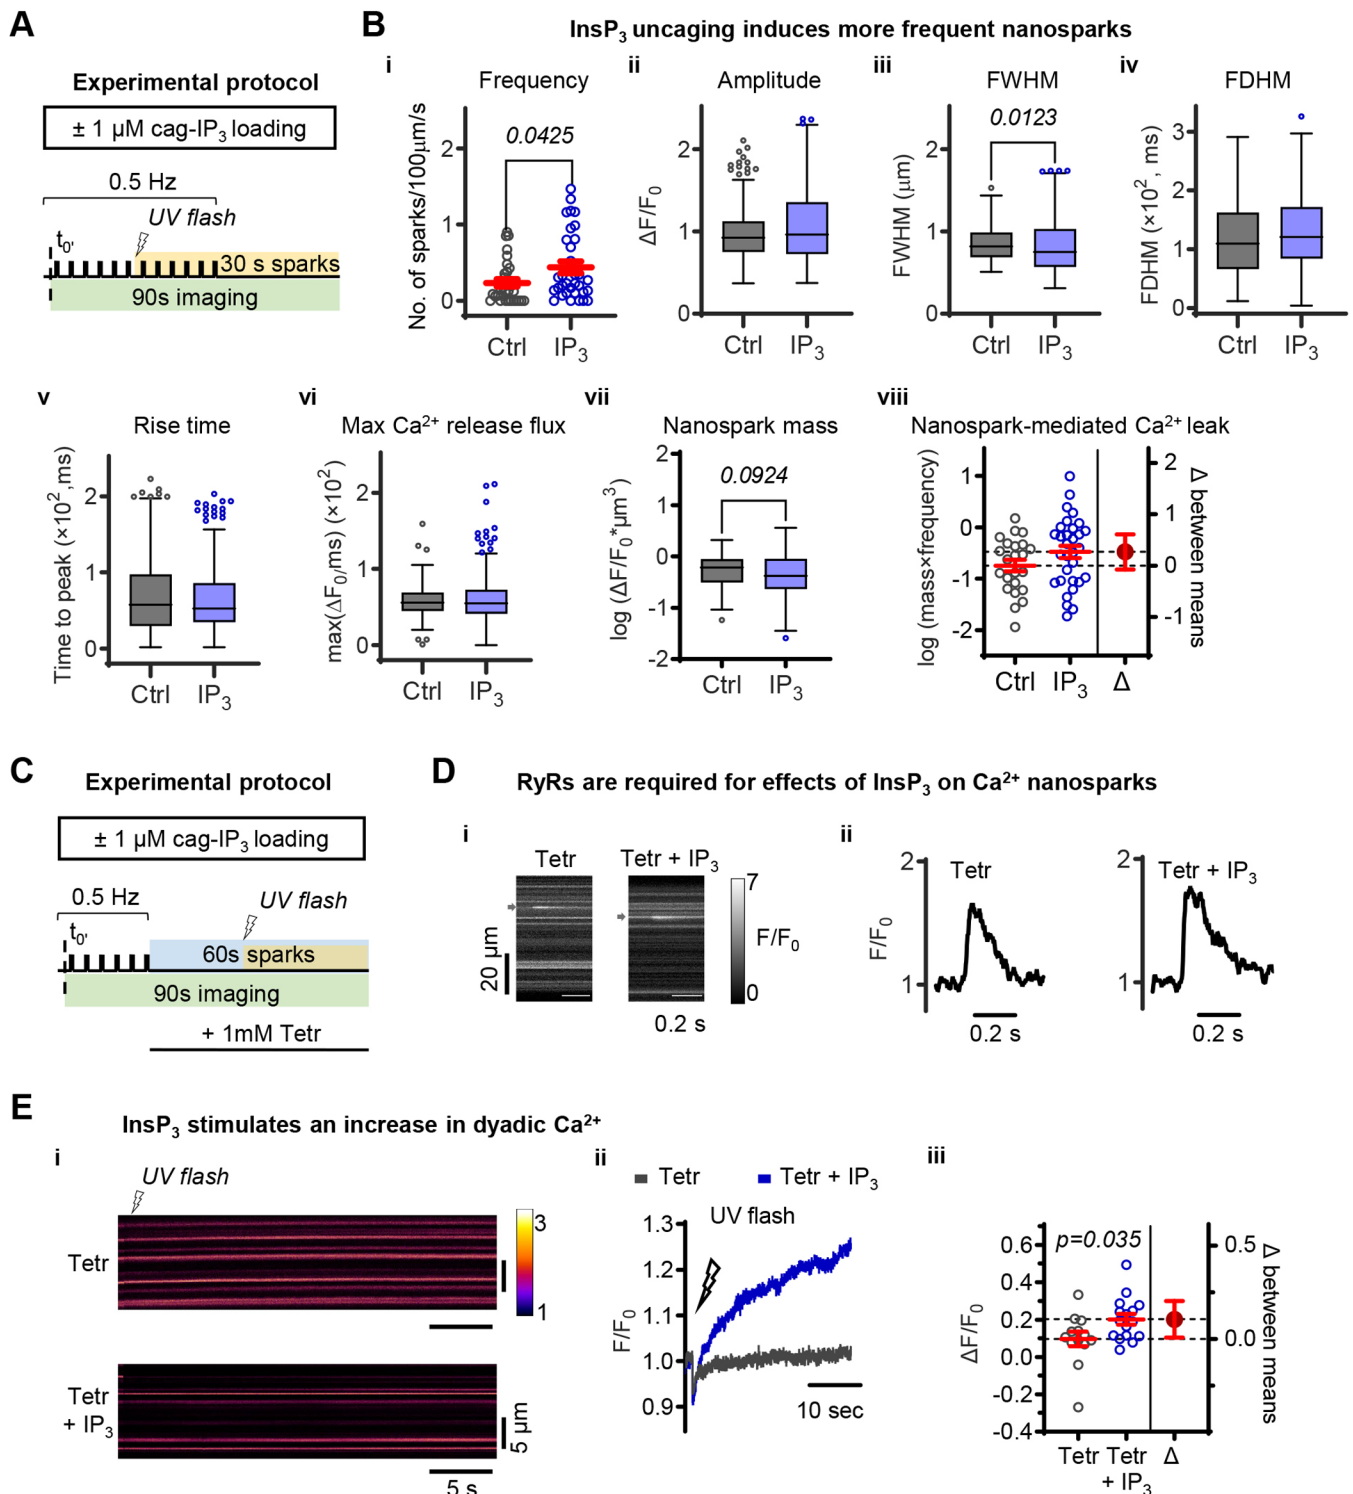 A
Experimental protocol
± 1 µM cag-IP3 loading
0.5 Hz
UV flash
t0'
30 s sparks
90s imaging
B
InsP3 uncaging induces more frequent nanosparks
i
Frequency
No. of sparks/100µm/s
0.0425
2
1
0
Ctrl
IP3
ii
Amplitude
ΔF/F0
2
1
0
Ctrl
IP3
iii
FWHM
FWHM (µm)
0.0123
2
1
0
Ctrl
IP3
iv
FDHM
FDHM (×10², ms)
3
2
1
0
Ctrl
IP3
v
Rise time
Time to peak (×10²,ms)
2
1
0
Ctrl
IP3
vi
Max Ca²⁺ release flux
max(ΔF0/ms) (×10²)
2
1
0
Ctrl
IP3
vii
Nanospark mass
log (ΔF/F0*µm³)
0.0924
2
1
0
-1
-2
Ctrl
IP3
viii
Nanospark-mediated Ca²⁺ leak
log (mass×frequency)
1
0
-1
-2
2
1
0
-1
Δ between means
Ctrl
IP3
Δ
C
Experimental protocol
± 1 µM cag-IP3 loading
0.5 Hz
UV flash
t0'
60s sparks
90s imaging
+ 1mM Tetr
D
RyRs are required for effects of InsP3 on Ca²⁺ nanosparks
i
Tetr
Tetr + IP3
20 µm
7
F/F0
0
0.2 s
ii
Tetr
F/F0
2
1
0.2 s
Tetr + IP3
2
1
0.2 s
E
InsP3 stimulates an increase in dyadic Ca²⁺
i
UV flash
Tetr
3
1
Tetr
+ IP3
5 µm
5 s
ii
Tetr
Tetr + IP3
UV flash
F/F0
1.3
1.2
1.1
1.0
0.9
10 sec
iii
p=0.035
ΔF/F0
0.6
0.4
0.2
0.0
-0.2
-0.4
0.5
0.0
Δ between means
Tetr
Tetr
+ IP3
Δ